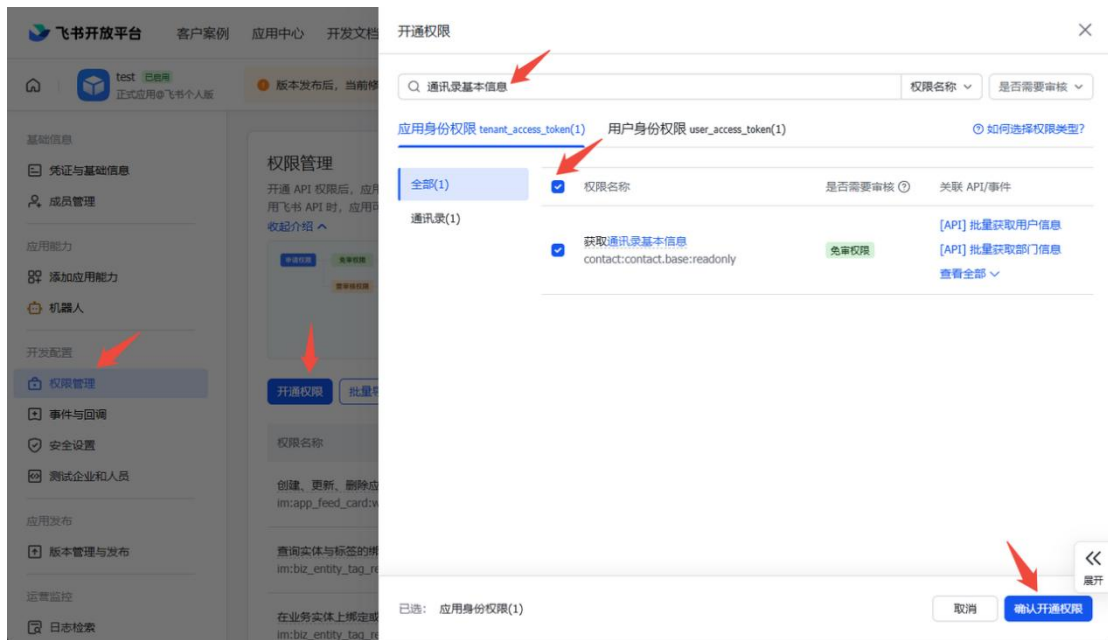 飞书开放平台
客户案例
应用中心
开发文档
test 已启用
正式应用@飞书个人版
版本发布后，当前修
基础信息
凭证与基础信息
成员管理
应用能力
添加应用能力
机器人
开发配置
权限管理
事件与回调
安全设置
测试企业和人员
应用发布
版本管理与发布
运营监控
日志检索
权限管理
开通 API 权限后，应用
用飞书 API 时，应用可
收起介绍
申请权限
免审权限
需审核权限
开通权限
批量导
权限名称
创建、更新、删除应
im:app_feed_card:w
查询实体与标签的绑
im:biz_entity_tag_re
在业务实体上绑定或
im:biz_entity_tag_re
开通权限
通讯录基本信息
权限名称
是否需要审核
应用身份权限 tenant_access_token(1)
用户身份权限 user_access_token(1)
如何选择权限类型?
全部(1)
通讯录(1)
权限名称
是否需要审核
关联 API/事件
获取通讯录基本信息
contact:contact.base:readonly
免审权限
[API] 批量获取用户信息
[API] 批量获取部门信息
查看全部
展开
已选: 应用身份权限(1)
取消
确认开通权限